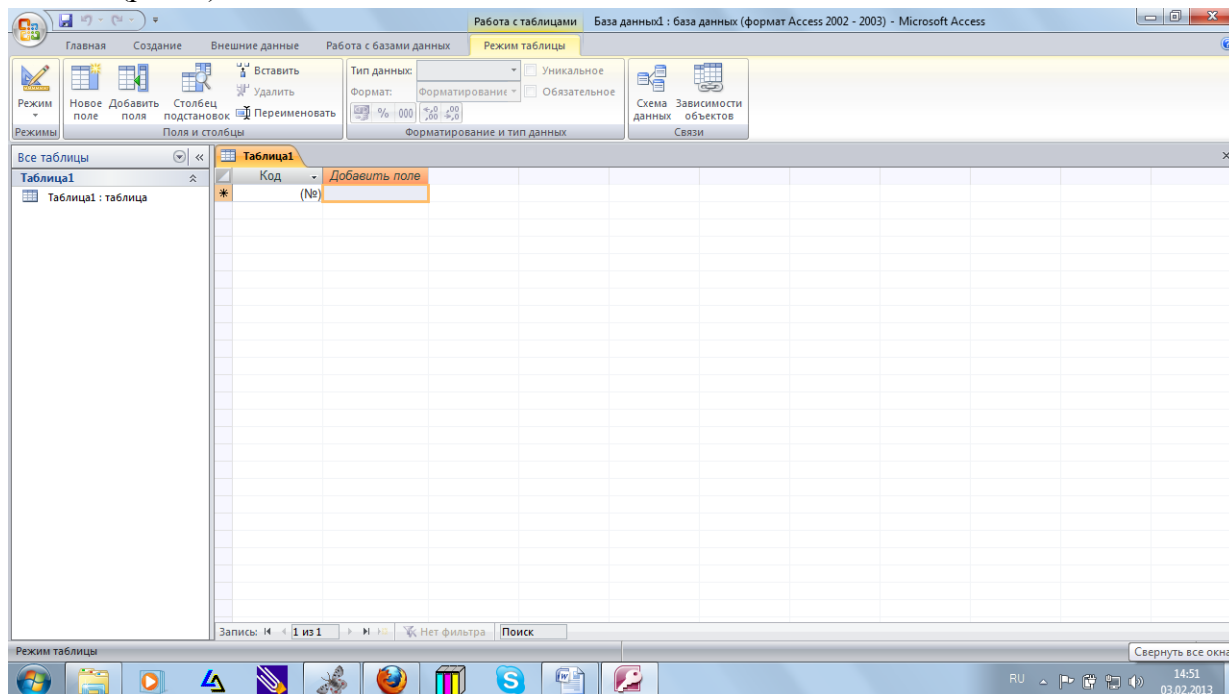 Работа с таблицами База данных1 : база данных (формат Access 2002 - 2003) - Microsoft Access
Главная Создание Внешние данные Работа с базами данных Режим таблицы
Режим
Новое поле
Добавить поля
Столбец подстановок
Вставить
Удалить
Переименовать
Тип данных:
Формат: Форматирование
% 000
Уникальное
Обязательное
Схема данных
Зависимости объектов
Режимы Поля и столбцы Форматирование и тип данных Связи
Все таблицы «
Таблица1
Таблица1 : таблица
Таблица1
Код Добавить поле
(№)
Запись: 1 из 1 Нет фильтра Поиск
Режим таблицы
Свернуть все окна
RU 14:51
03.02.2013